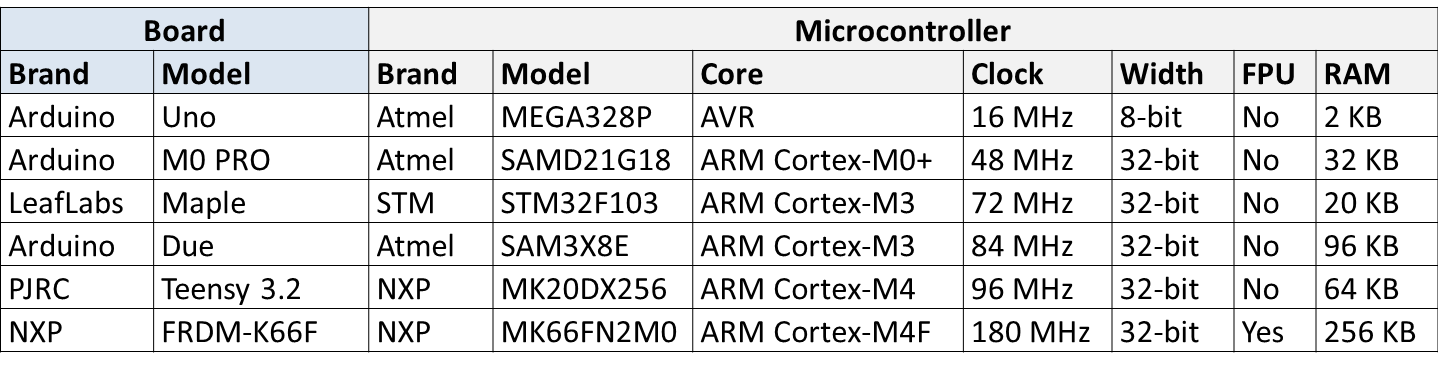 Board Microcontroller
Brand Model Brand Model Core Clock Width FPU RAM
Arduino Uno Atmel MEGA328P AVR 16 MHz 8-bit No 2 KB
Arduino M0 PRO Atmel SAMD21G18 ARM Cortex-M0+ 48 MHz 32-bit No 32 KB
LeafLabs Maple STM STM32F103 ARM Cortex-M3 72 MHz 32-bit No 20 KB
Arduino Due Atmel SAM3X8E ARM Cortex-M3 84 MHz 32-bit No 96 KB
PJRC Teensy 3.2 NXP MK20DX256 ARM Cortex-M4 96 MHz 32-bit No 64 KB
NXP FRDM-K66F NXP MK66FN2M0 ARM Cortex-M4F 180 MHz 32-bit Yes 256 KB